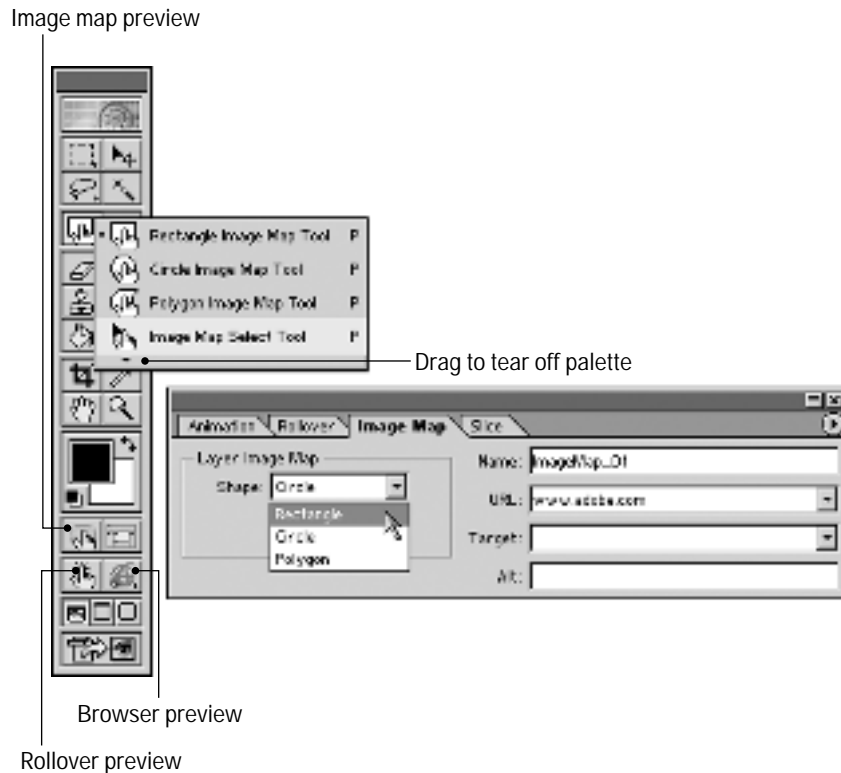 Image map preview
Rectangle Image Map Tool P
Circle Image Map Tool P
Polygon Image Map Tool P
Image Map Select Tool P
Drag to tear off palette
Animation Rollover Image Map Slice
Layer Image Map
Shape: Circle
Rectangle
Circle
Polygon
Name: ImageMap_01
URL: www.adobe.com
Target:
Alt:
Browser preview
Rollover preview